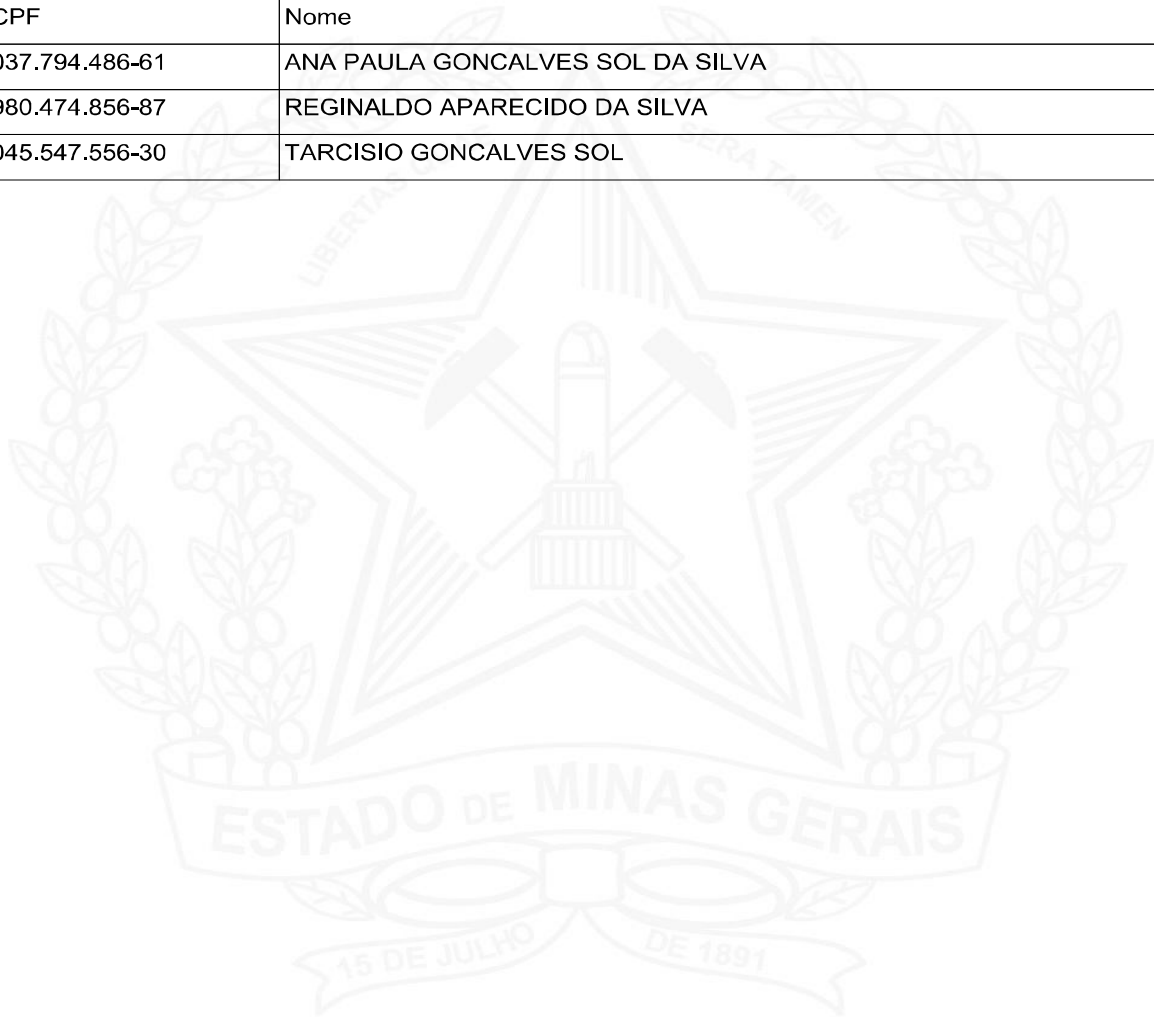 CPF Nome
037.794.486-61 ANA PAULA GONCALVES SOL DA SILVA
980.474.856-87 REGINALDO APARECIDO DA SILVA
045.547.556-30 TARCISIO GONCALVES SOL
LIBERTAS QUAE SERA TAMEN
ESTADO DE MINAS GERAIS
15 DE JULHO DE 1891